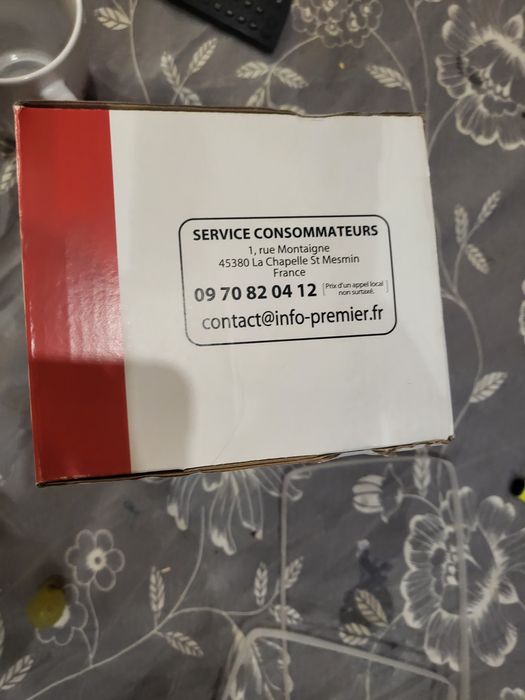 SERVICE CONSOMMATEURS
1, rue Montaigne
45380 La Chapelle St Mesmin
France
09 70 82 04 12 Prix d'un appel local
non surtaxé.
contact@info-premier.fr